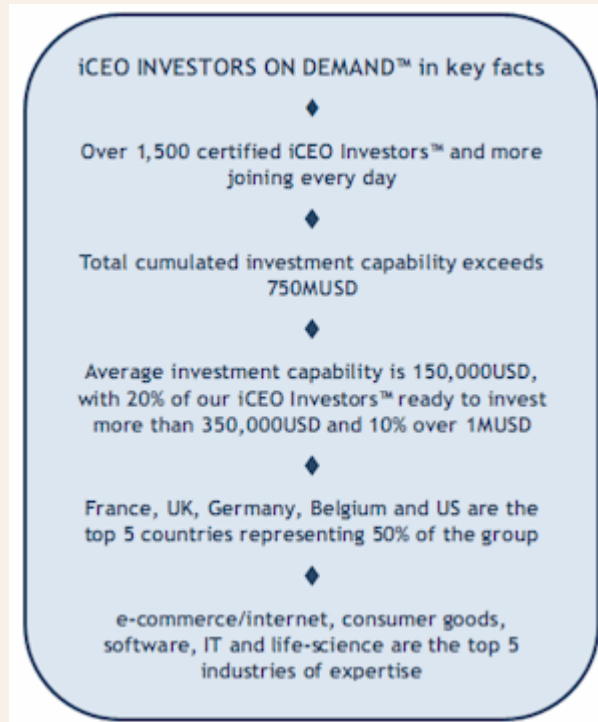 iCEO INVESTORS ON DEMAND™ in key facts
Over 1,500 certified iCEO Investors™ and more
joining every day
Total cumulated investment capability exceeds
750MUSD
Average investment capability is 150,000USD,
with 20% of our iCEO Investors™ ready to invest
more than 350,000USD and 10% over 1MUSD
France, UK, Germany, Belgium and US are the
top 5 countries representing 50% of the group
e-commerce/internet, consumer goods,
software, IT and life-science are the top 5
industries of expertise